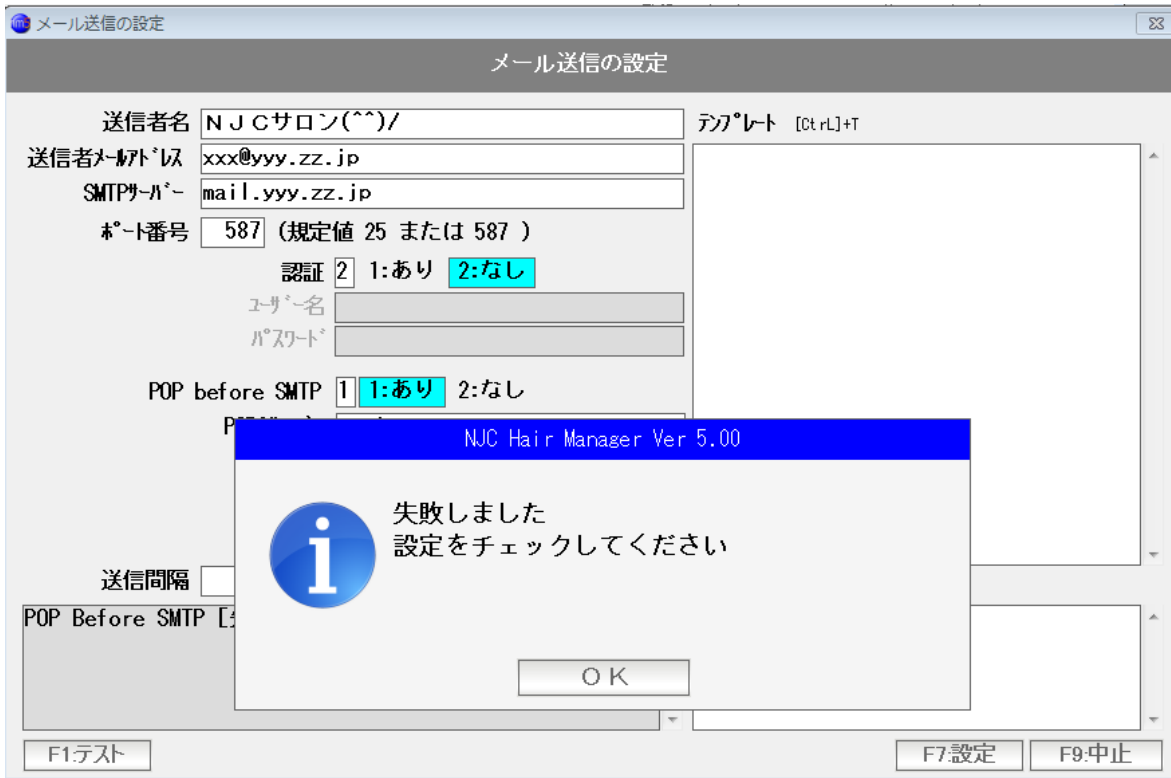 メール送信の設定
メール送信の設定
送信者名 ＮＪＣサロン(^^)/
テンプレート [CtrL]+T
送信者メールアドレス xxx@yyy.zz.jp
SMTPサーバー mail.yyy.zz.jp
ポート番号 587 (規定値 25 または 587 )
認証 2 1:あり 2:なし
ユーザー名
パスワード
POP before SMTP 1 1:あり 2:なし
NJC Hair Manager Ver 5.00
失敗しました
設定をチェックしてください
送信間隔
POP Before SMTP [
ＯＫ
F1:テスト F7:設定 F9:中止